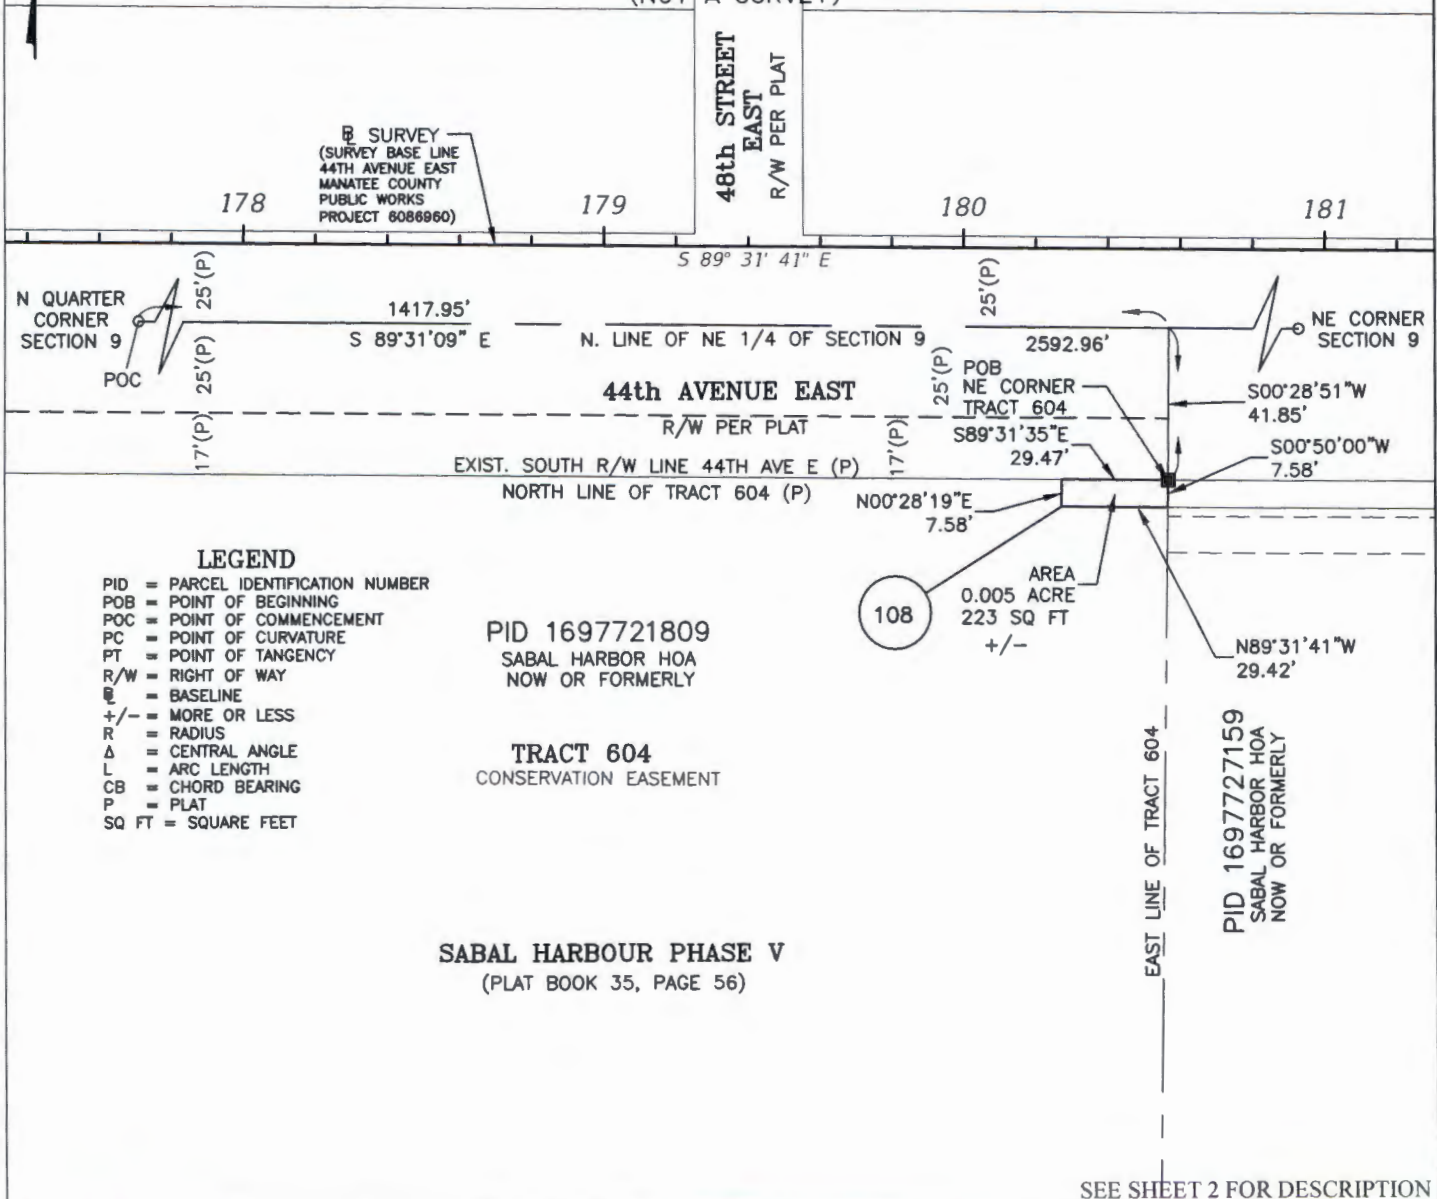 (NOT A SURVEY)
48th STREET
EAST
R/W PER PLAT
B SURVEY
(SURVEY BASE LINE
44TH AVENUE EAST
MANATEE COUNTY
PUBLIC WORKS
PROJECT 6086960)
178
179
180
181
S 89° 31' 41" E
25'(P)
25'(P)
N QUARTER
CORNER
SECTION 9
POC
1417.95'
S 89°31'09" E
N. LINE OF NE 1/4 OF SECTION 9
2592.96'
NE CORNER
SECTION 9
25'(P)
25'(P)
44th AVENUE EAST
R/W PER PLAT
POB
NE CORNER
TRACT 604
S00°28'51"W
41.85'
17'(P)
17'(P)
S89°31'35"E
29.47'
S00°50'00"W
7.58'
EXIST. SOUTH R/W LINE 44TH AVE E (P)
NORTH LINE OF TRACT 604 (P)
N00°28'19"E
7.58'
AREA
0.005 ACRE
223 SQ FT
+/-
108
N89°31'41"W
29.42'
LEGEND
PID = PARCEL IDENTIFICATION NUMBER
POB = POINT OF BEGINNING
POC = POINT OF COMMENCEMENT
PC = POINT OF CURVATURE
PT = POINT OF TANGENCY
R/W = RIGHT OF WAY
B = BASELINE
+/- = MORE OR LESS
R = RADIUS
Δ = CENTRAL ANGLE
L = ARC LENGTH
CB = CHORD BEARING
P = PLAT
SQ FT = SQUARE FEET
PID 1697721809
SABAL HARBOR HOA
NOW OR FORMERLY
TRACT 604
CONSERVATION EASEMENT
EAST LINE OF TRACT 604
PID 1697727159
SABAL HARBOR HOA
NOW OR FORMERLY
SABAL HARBOUR PHASE V
(PLAT BOOK 35, PAGE 56)
SEE SHEET 2 FOR DESCRIPTION